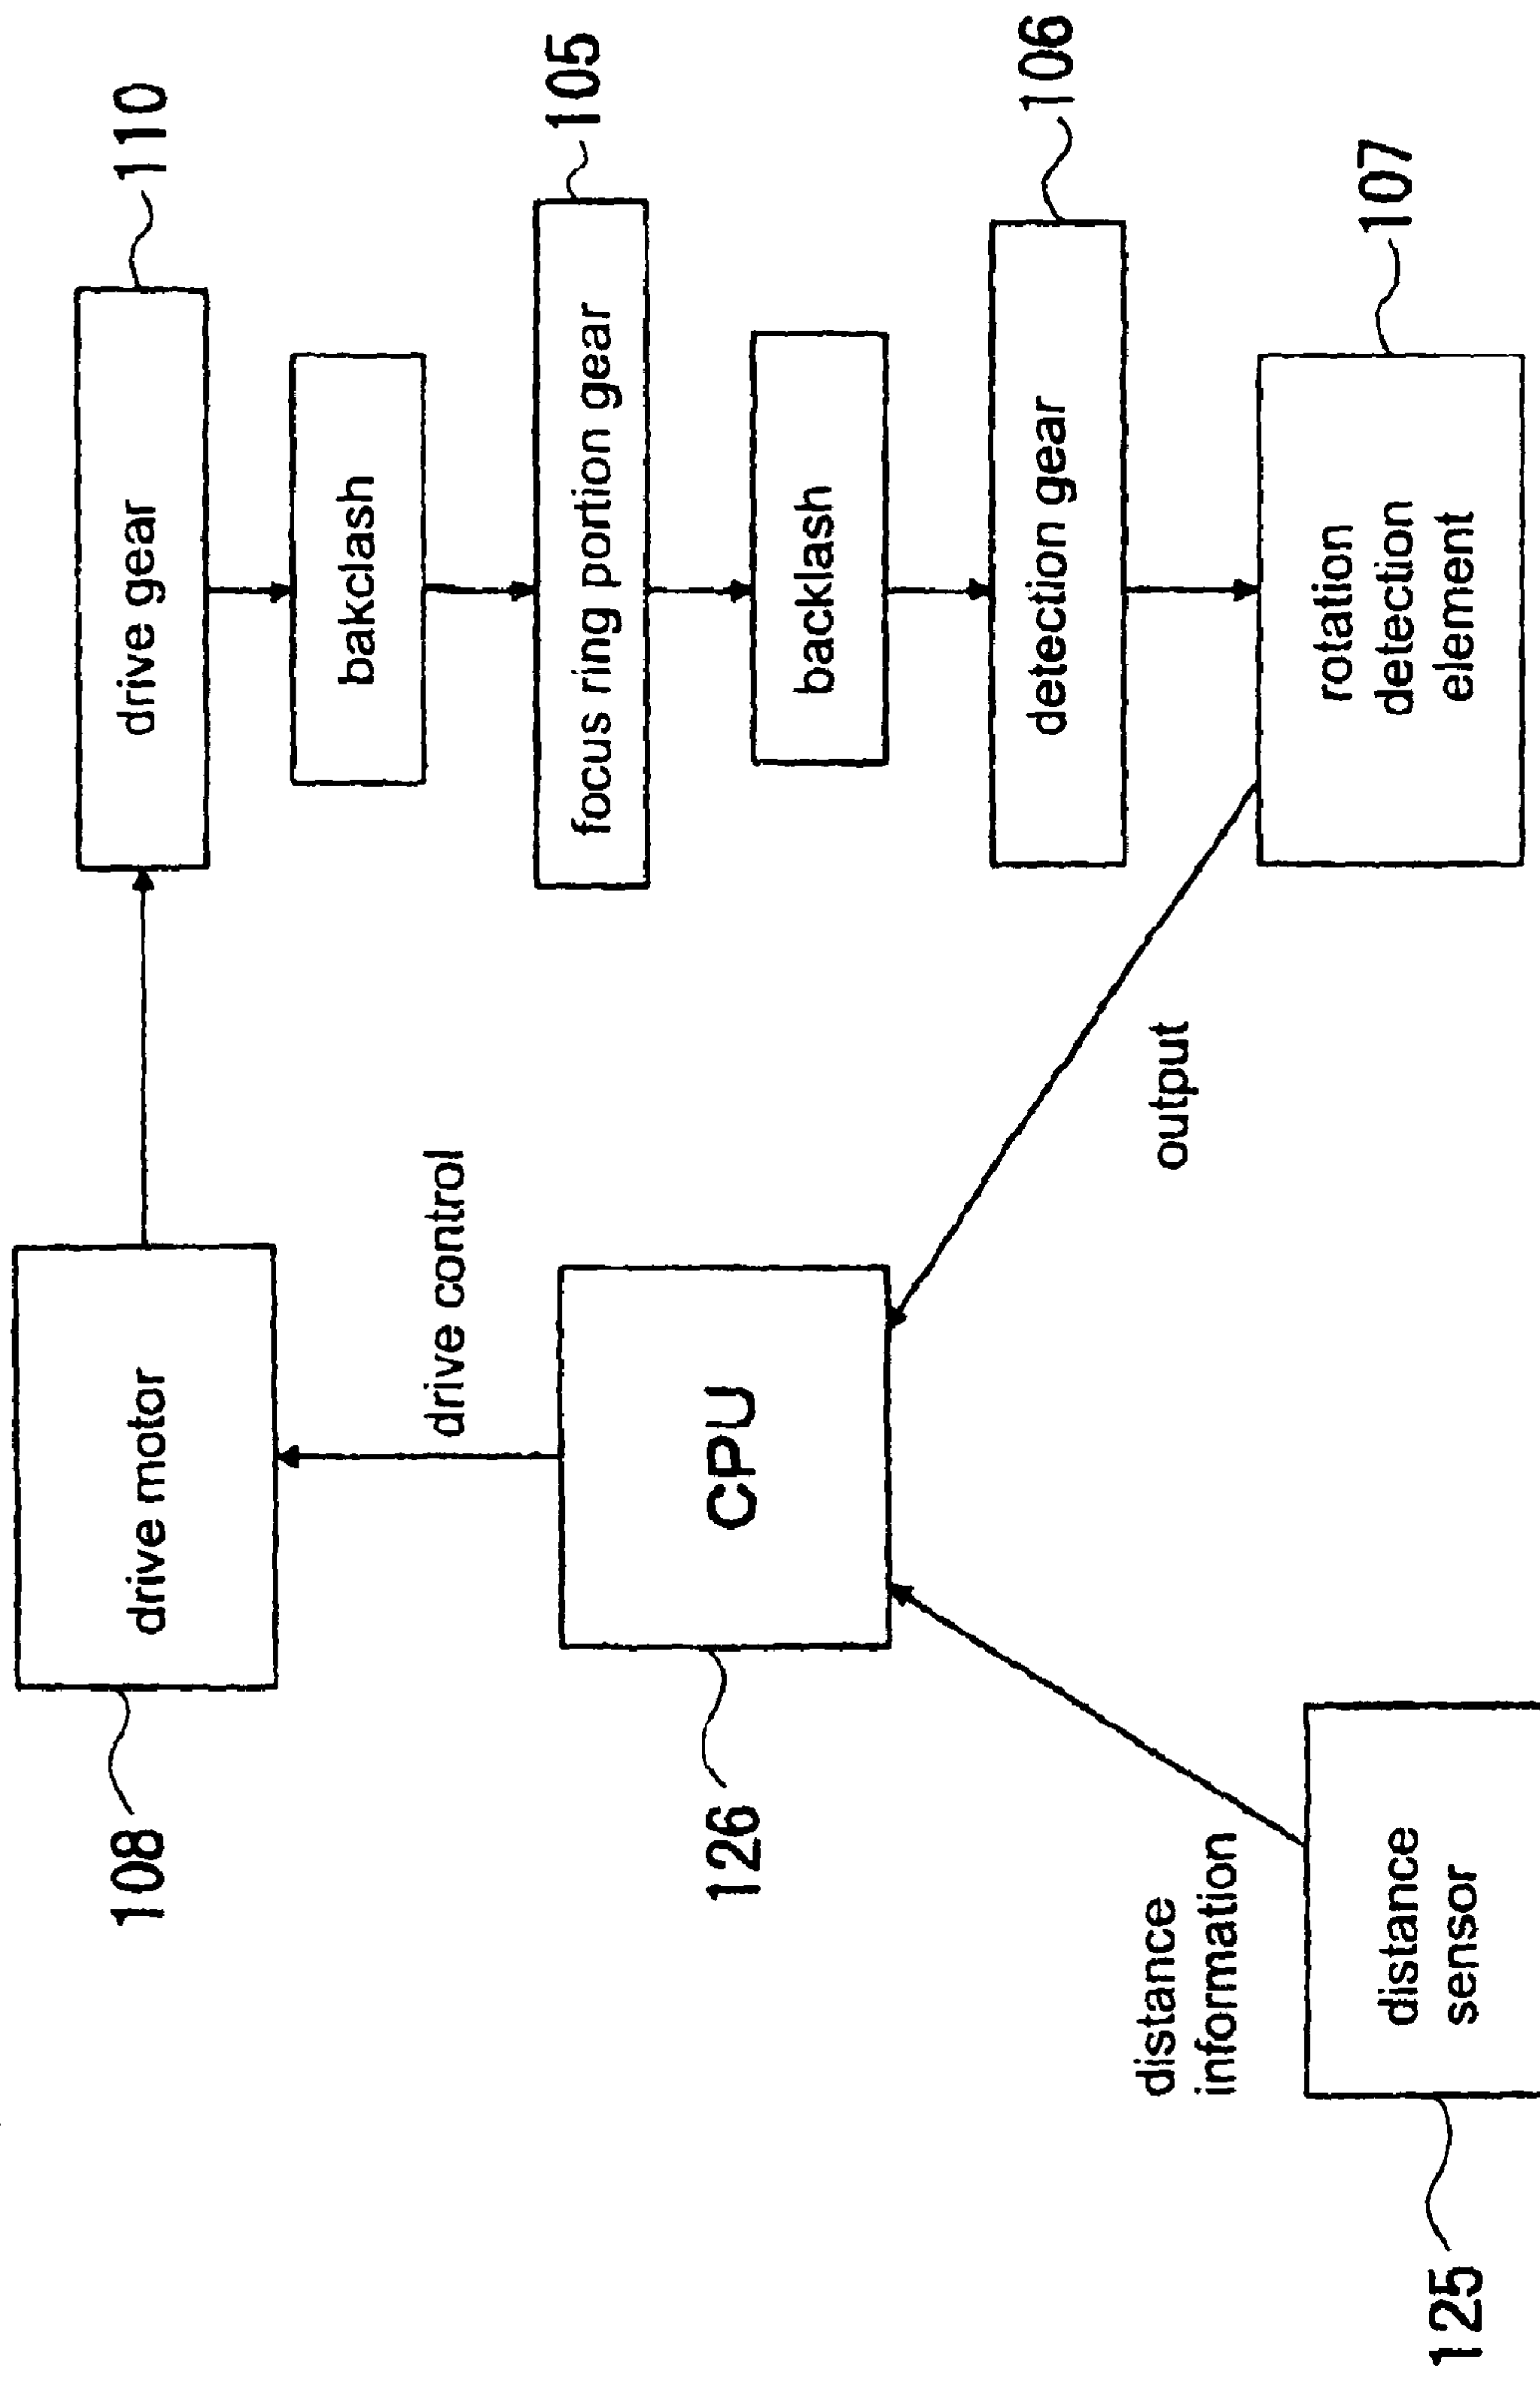 108
drive motor
drive gear
110
drive control
bakclash
126
CPU
focus ring portion gear
105
backlash
distance
information
output
detection gear
106
125
distance
sensor
rotation
detection
element
107